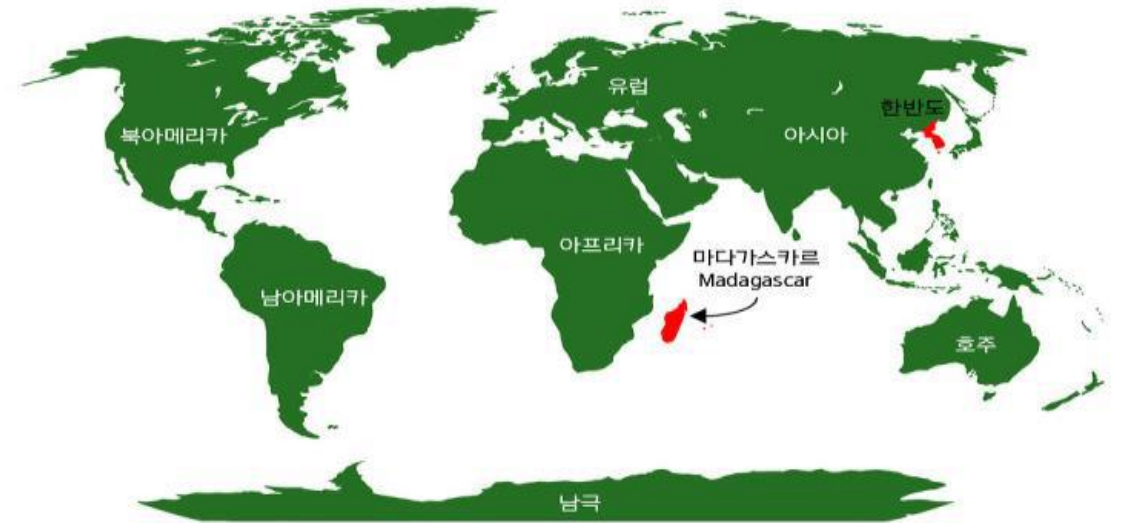 유럽
한반도
북아메리카
아시아
아프리카
마다가스카르
Madagascar
남아메리카
호주
남극